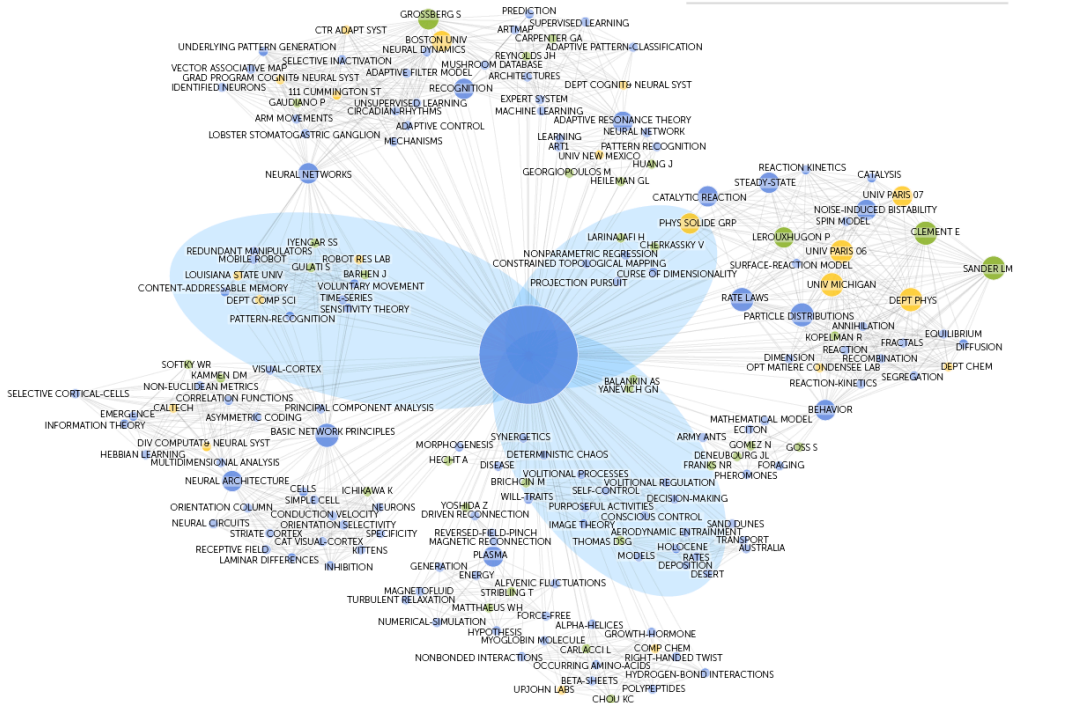 PREDICTION
GROSSBERG S
SUPERVISED LEARNING
CTR ADAPT SYST
ARTMAP
CARPENTER GA
BOSTON UNIV
UNDERLYING PATTERN GENERATION
NEURAL DYNAMICS
ADAPTIVE PATTERN-CLASSIFICATION
REYNOLDS JH
SELECTIVE INACTIVATION
MUSHROOM DATABASE
VECTOR ASSOCIATIVE MAP
ADAPTIVE FILTER MODEL
ARCHITECTURES
GRAD PROGRAM COGNIT& NEURAL SYST
IDENTIFIED NEURONS
RECOGNITION
DEPT COGNIT& NEURAL SYST
111 CUMMINGTON ST
GAUDIANO P
UNSUPERVISED LEARNING
EXPERT SYSTEM
CIRCADIAN-RHYTHMS
MACHINE LEARNING
ARM MOVEMENTS
ADAPTIVE RESONANCE THEORY
ADAPTIVE CONTROL
LOBSTER STOMATOGASTRIC GANGLION
NEURAL NETWORK
MECHANISMS
LEARNING
ART1
PATTERN RECOGNITION
UNIV NEW MEXICO
HUANG J
NEURAL NETWORKS
GEORGIOPOULOS M
HEILEMAN GL
REACTION KINETICS
CATALYSIS
STEADY-STATE
CATALYTIC REACTION
UNIV PARIS 07
NOISE-INDUCED BISTABILITY
PHYS SOLIDE GRP
SPIN MODEL
CLEMENT E
LEROUXHUGON P
LARINAJAFI H
CHERKASSKY V
IYENGAR SS
REDUNDANT MANIPULATORS
NONPARAMETRIC REGRESSION
UNIV PARIS 06
MOBILE ROBOT
ROBOT RES LAB
CONSTRAINED TOPOLOGICAL MAPPING
SURFACE-REACTION MODEL
SANDER LM
GULATI S
LOUISIANA STATE UNIV
BARHEN J
CURSE OF DIMENSIONALITY
PROJECTION PURSUIT
UNIV MICHIGAN
CONTENT-ADDRESSABLE MEMORY
VOLUNTARY MOVEMENT
DEPT COMP SCI
TIME-SERIES
RATE LAWS
DEPT PHYS
SENSITIVITY THEORY
PATTERN-RECOGNITION
PARTICLE DISTRIBUTIONS
ANNIHILATION
KOPELMAN R
EQUILIBRIUM
FRACTALS
DIFFUSION
REACTION
DIMENSION
RECOMBINATION
OPT MATIERE CONDENSEE LAB
DEPT CHEM
SOFTKY WR
VISUAL-CORTEX
KAMMEN DM
SEGREGATION
BALANKIN AS
REACTION-KINETICS
NON-EUCLIDEAN METRICS
YANEVICH GN
SELECTIVE CORTICAL-CELLS
CORRELATION FUNCTIONS
CALTECH
PRINCIPAL COMPONENT ANALYSIS
BEHAVIOR
EMERGENCE
ASYMMETRIC CODING
MATHEMATICAL MODEL
INFORMATION THEORY
BASIC NETWORK PRINCIPLES
ECITON
SYNERGETICS
ARMY ANTS
DIV COMPUTAT& NEURAL SYST
MORPHOGENESIS
GOMEZ N
GOSS S
HEBBIAN LEARNING
DETERMINISTIC CHAOS
DENEUBOURG JL
MULTIDIMENSIONAL ANALYSIS
HECHT A
DISEASE
FRANKS NR
FORAGING
VOLITIONAL PROCESSES
PHEROMONES
NEURAL ARCHITECTURE
BRICHCIN M
VOLITIONAL REGULATION
CELLS
ICHIKAWA K
SELF-CONTROL
SIMPLE CELL
WILL-TRAITS
DECISION-MAKING
ORIENTATION COLUMN
NEURONS
YOSHIDA Z
PURPOSEFUL ACTIVITIES
CONDUCTION VELOCITY
DRIVEN RECONNECTION
CONSCIOUS CONTROL
NEURAL CIRCUITS
ORIENTATION SELECTIVITY
IMAGE THEORY
SAND DUNES
STRIATE CORTEX
SPECIFICITY
REVERSED-FIELD-PINCH
AERODYNAMIC ENTRAINMENT
CAT VISUAL-CORTEX
MAGNETIC RECONNECTION
THOMAS DSG
TRANSPORT
RECEPTIVE FIELD
KITTENS
PLASMA
HOLOCENE
AUSTRALIA
LAMINAR DIFFERENCES
MODELS
RATES
INHIBITION
GENERATION
DEPOSITION
ENERGY
DESERT
ALFVENIC FLUCTUATIONS
MAGNETOFLUID
STRIBLING T
TURBULENT RELAXATION
MATTHAEUS WH
FORCE-FREE
NUMERICAL-SIMULATION
ALPHA-HELICES
HYPOTHESIS
GROWTH-HORMONE
MYOGLOBIN MOLECULE
CARLACCI L
COMP CHEM
NONBONDED INTERACTIONS
RIGHT-HANDED TWIST
OCCURRING AMINO-ACIDS
HYDROGEN-BOND INTERACTIONS
BETA-SHEETS
UPJOHN LABS
POLYPEPTIDES
CHOU KC